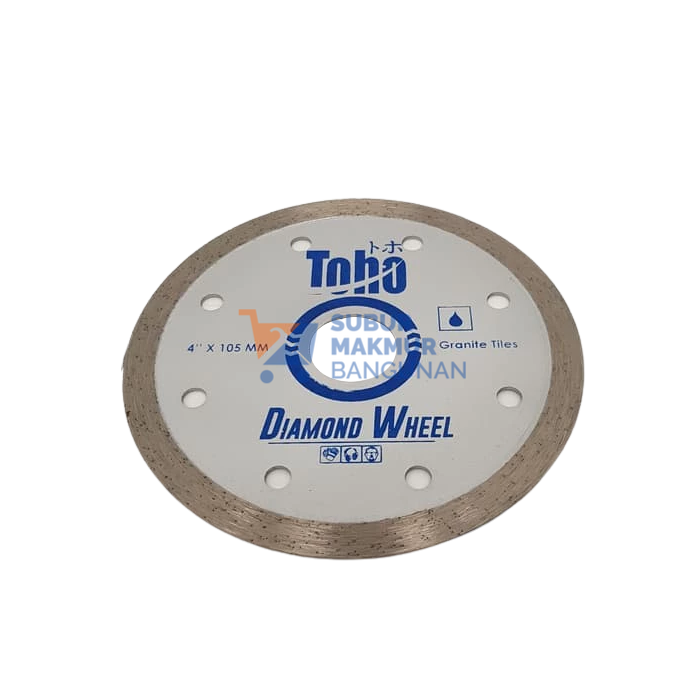 トホ
Toho
4'' X 105 MM
Granite Tiles
SUBUR
MAKMUR
BANGUNAN
DIAMOND WHEEL